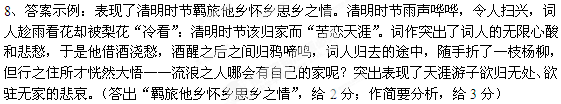 8、答案示例：表现了清明时节羁旅他乡怀乡思乡之情。清明时节雨声哗哗，令人扫兴，词
人趁雨看花却被梨花“冷看”；清明时节该归家而“苦恋天涯”。词作突出了词人的无限心酸
和悲愁，于是他借酒浇愁，酒醒之后之间归鸦啼鸣，词人归去的途中，随手折了一枝杨柳，
但行之住所才恍然大悟一一流浪之人哪会有自己的家呢？突出表现了天涯游子欲归无处、欲
驻无家的悲哀。（答出“羁旅他乡怀乡思乡之情”，给 2 分；作简要分析，给 3 分）